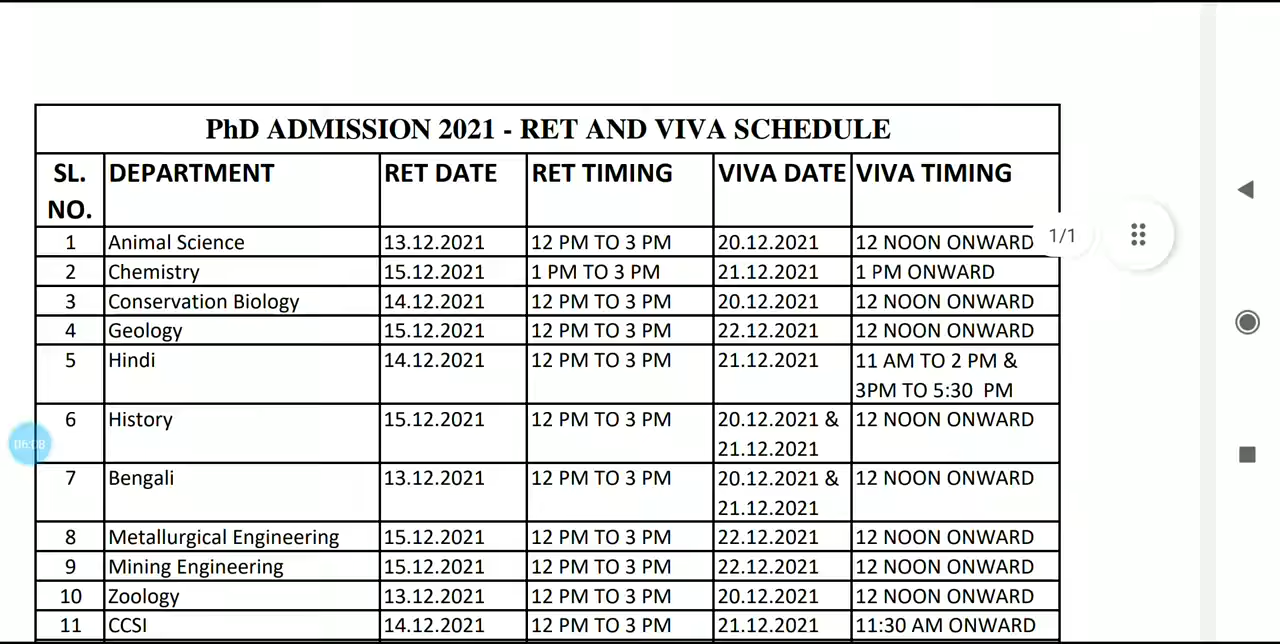 PhD ADMISSION 2021 - RET AND VIVA SCHEDULE
SL. NO. DEPARTMENT RET DATE RET TIMING VIVA DATE VIVA TIMING
1 Animal Science 13.12.2021 12 PM TO 3 PM 20.12.2021 12 NOON ONWARD
1/1
2 Chemistry 15.12.2021 1 PM TO 3 PM 21.12.2021 1 PM ONWARD
3 Conservation Biology 14.12.2021 12 PM TO 3 PM 20.12.2021 12 NOON ONWARD
4 Geology 15.12.2021 12 PM TO 3 PM 22.12.2021 12 NOON ONWARD
5 Hindi 14.12.2021 12 PM TO 3 PM 21.12.2021 11 AM TO 2 PM &
3PM TO 5:30 PM
6 History 15.12.2021 12 PM TO 3 PM 20.12.2021 & 12 NOON ONWARD
06:08
21.12.2021
7 Bengali 13.12.2021 12 PM TO 3 PM 20.12.2021 & 12 NOON ONWARD
21.12.2021
8 Metallurgical Engineering 15.12.2021 12 PM TO 3 PM 22.12.2021 12 NOON ONWARD
9 Mining Engineering 15.12.2021 12 PM TO 3 PM 22.12.2021 12 NOON ONWARD
10 Zoology 13.12.2021 12 PM TO 3 PM 20.12.2021 12 NOON ONWARD
11 CCSI 14.12.2021 12 PM TO 3 PM 21.12.2021 11:30 AM ONWARD